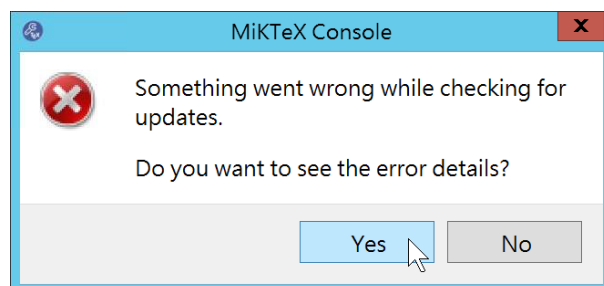 MiKTeX Console
Something went wrong while checking for
updates.
Do you want to see the error details?
Yes
No